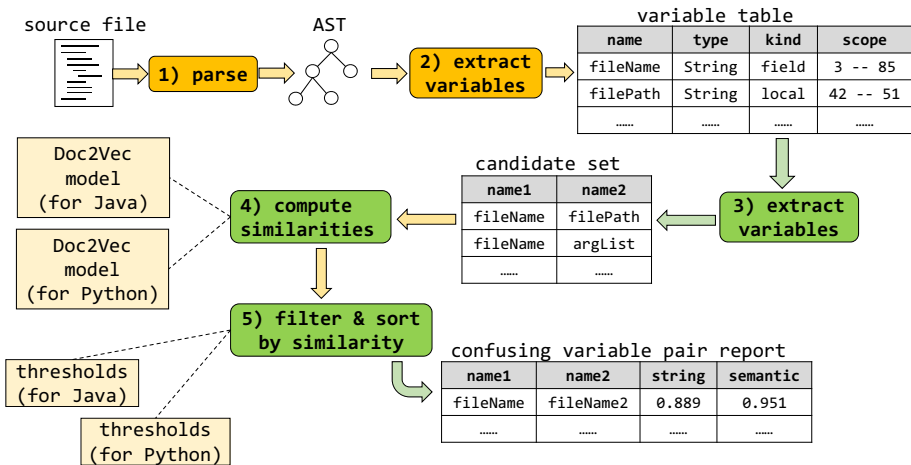 source file
AST
variable table
1) parse
2) extract
variables
name type kind scope
fileName String field 3 -- 85
filePath String local 42 -- 51
…… …… …… ……
Doc2Vec
model
(for Java)
4) compute
similarities
candidate set
name1 name2
fileName filePath
fileName argList
…… ……
3) extract
variables
Doc2Vec
model
(for Python)
5) filter & sort
by similarity
thresholds
(for Java)
thresholds
(for Python)
confusing variable pair report
name1 name2 string semantic
fileName fileName2 0.889 0.951
…… …… …… ……